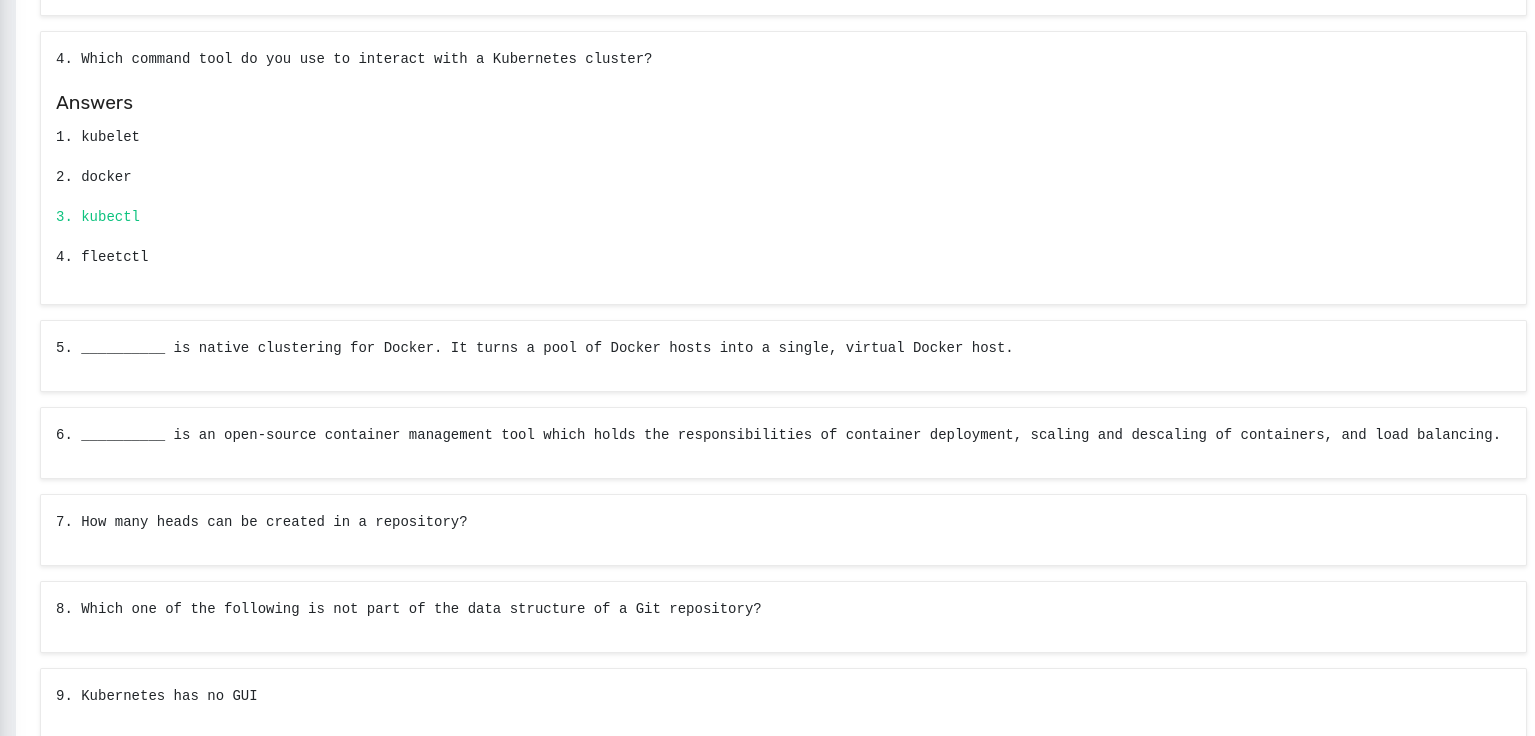 4. Which command tool do you use to interact with a Kubernetes cluster?
Answers
1. kubelet
2. docker
3. kubectl
4. fleetctl
5. __________ is native clustering for Docker. It turns a pool of Docker hosts into a single, virtual Docker host.
6. __________ is an open-source container management tool which holds the responsibilities of container deployment, scaling and descaling of containers, and load balancing.
7. How many heads can be created in a repository?
8. Which one of the following is not part of the data structure of a Git repository?
9. Kubernetes has no GUI